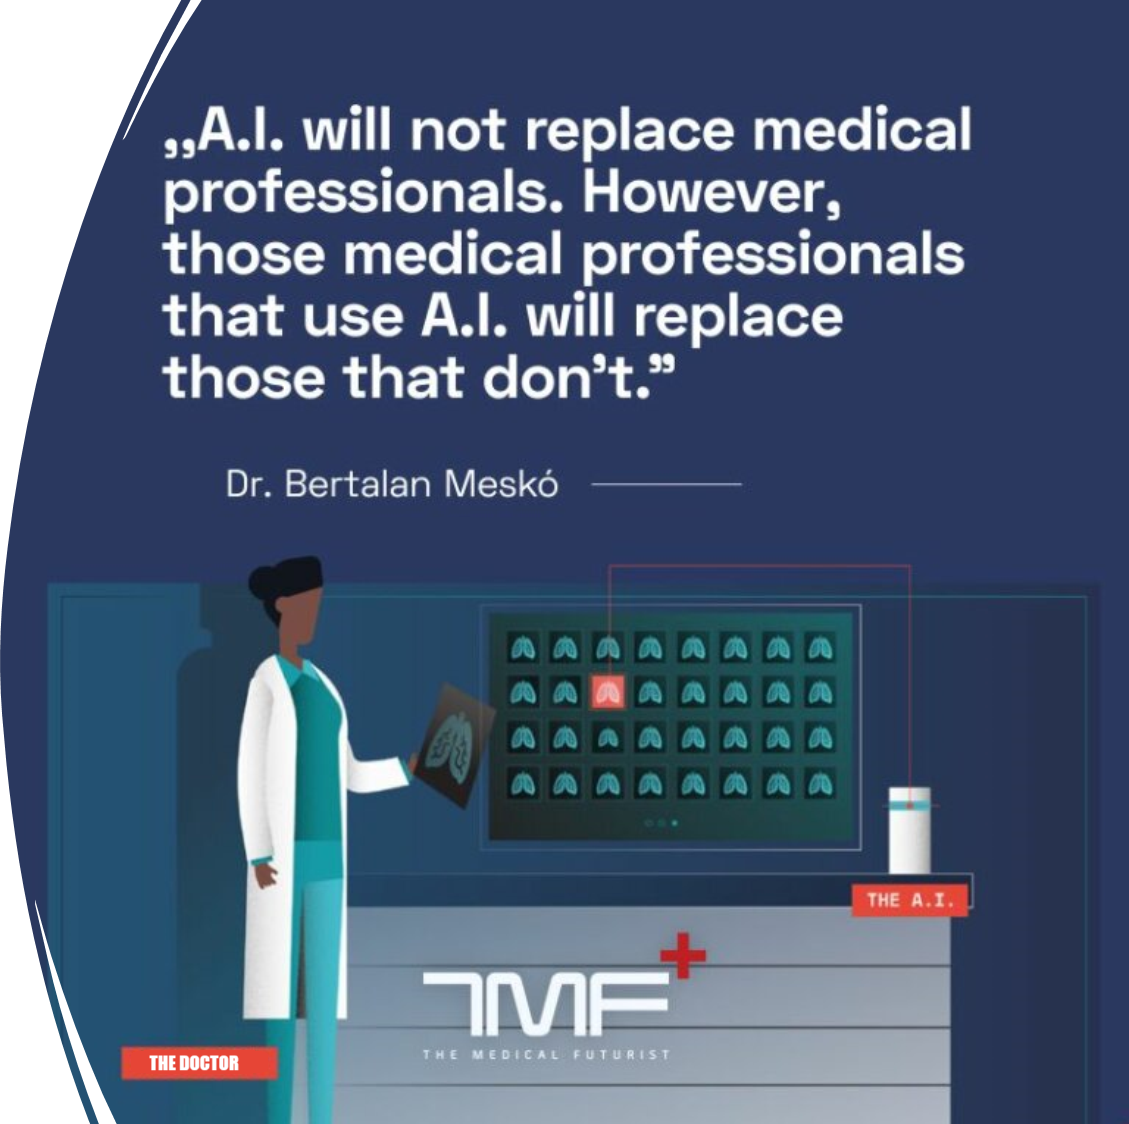 „A.I. will not replace medical
professionals. However,
those medical professionals
that use A.I. will replace
those that don’t.”
Dr. Bertalan Meskó
THE A.I.
TMF
THE MEDICAL FUTURIST
THE DOCTOR